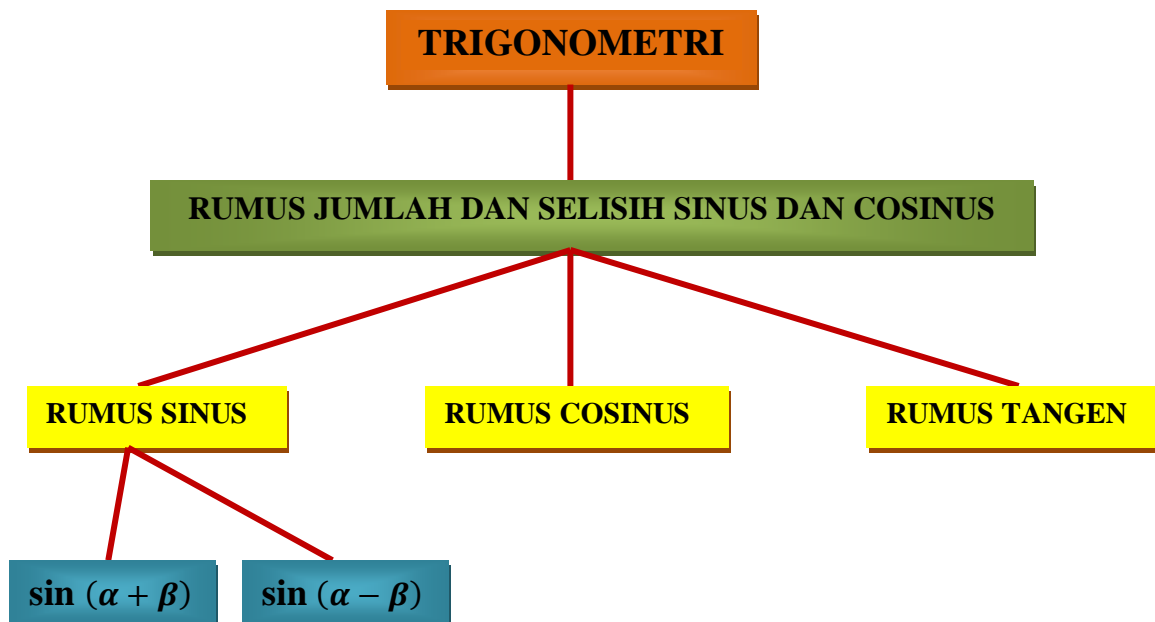 TRIGONOMETRI
RUMUS JUMLAH DAN SELISIH SINUS DAN COSINUS
RUMUS SINUS
RUMUS COSINUS
RUMUS TANGEN
sin (α + β)
sin (α − β)